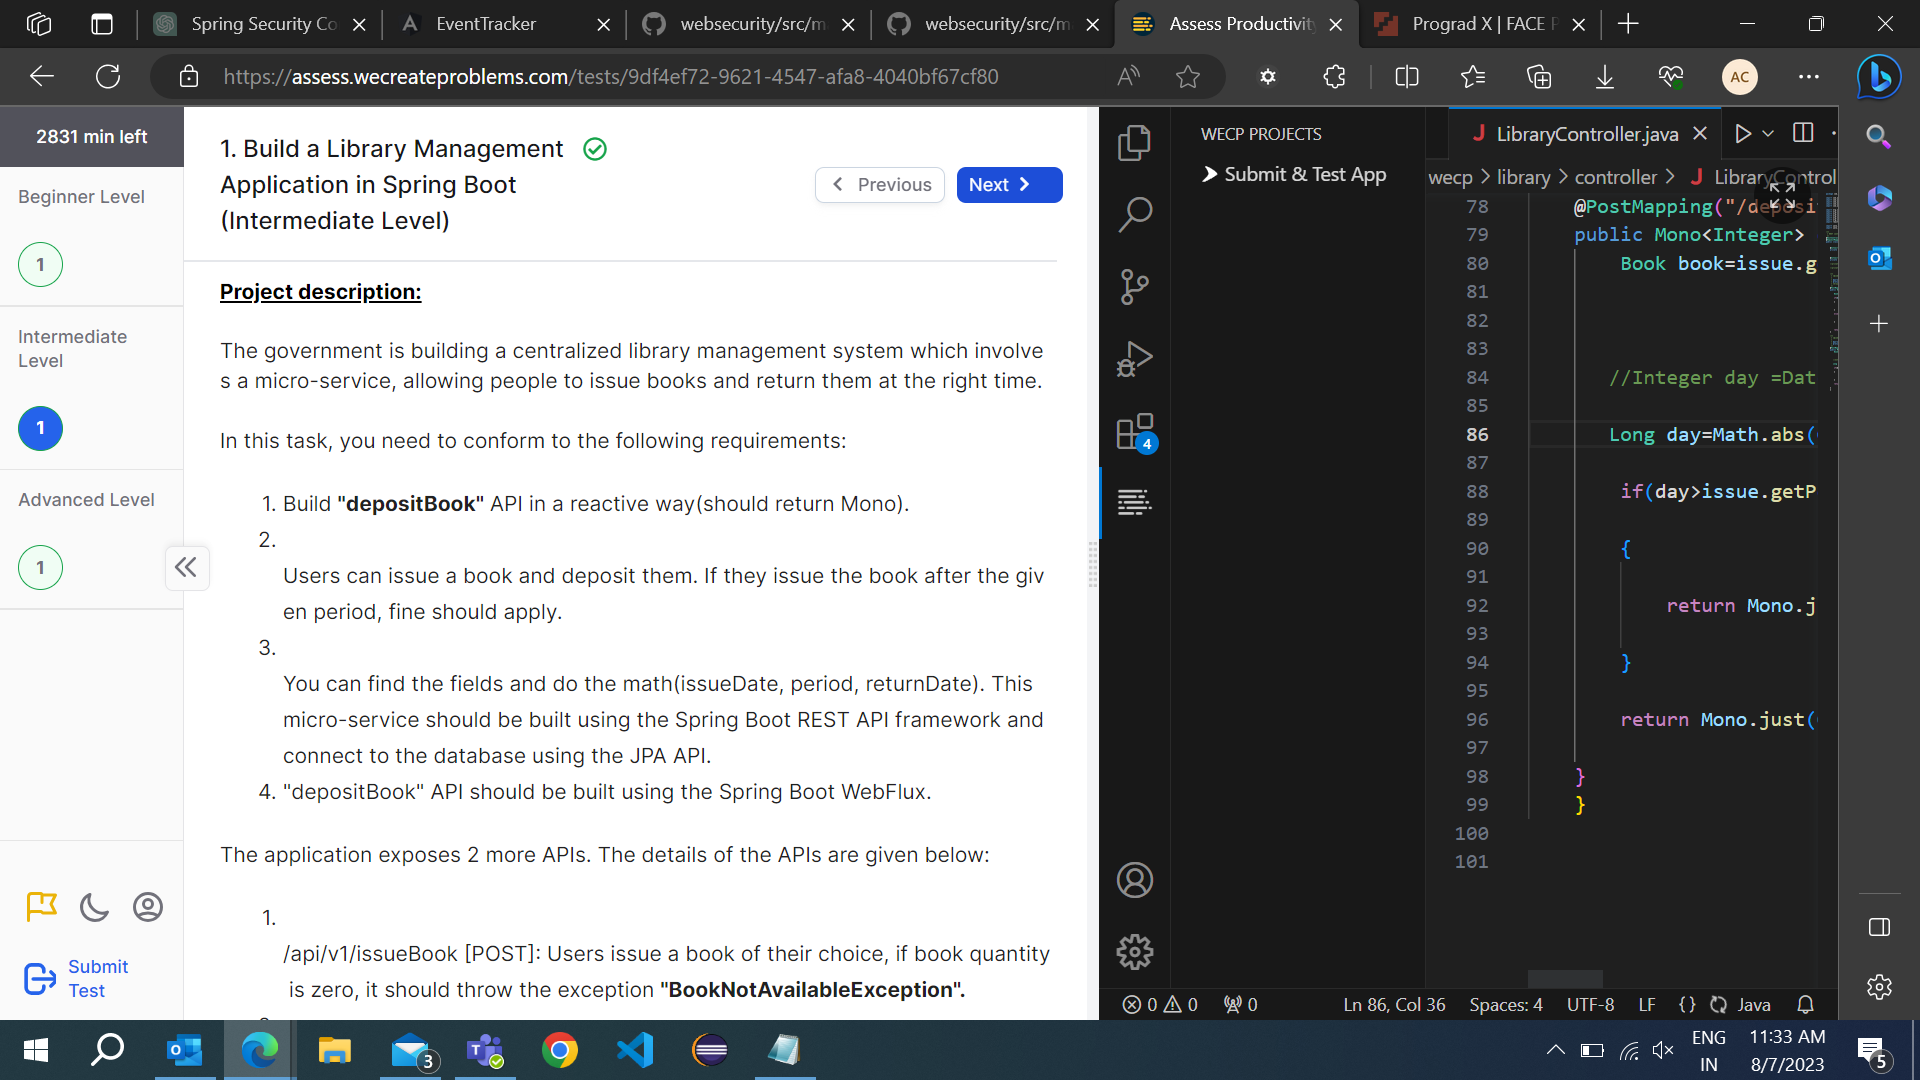 Spring Security Co
EventTracker
websecurity/src/m
websecurity/src/m
Assess Productivit
Prograd X | FACE P
https://assess.wecreateproblems.com/tests/9df4ef72-9621-4547-afa8-4040bf67cf80
AC
2831 min left
Beginner Level
1
Intermediate
Level
1
Advanced Level
1
Submit
Test
1. Build a Library Management
Application in Spring Boot
(Intermediate Level)
Previous
Next
Project description:
The government is building a centralized library management system which involve
s a micro-service, allowing people to issue books and return them at the right time.
In this task, you need to conform to the following requirements:
1. Build "depositBook" API in a reactive way(should return Mono).
2.
Users can issue a book and deposit them. If they issue the book after the giv
en period, fine should apply.
3.
You can find the fields and do the math(issueDate, period, returnDate). This
micro-service should be built using the Spring Boot REST API framework and
connect to the database using the JPA API.
4. "depositBook" API should be built using the Spring Boot WebFlux.
The application exposes 2 more APIs. The details of the APIs are given below:
1.
/api/v1/issueBook [POST]: Users issue a book of their choice, if book quantity
is zero, it should throw the exception "BookNotAvailableException".
WECP PROJECTS
Submit & Test App
4
LibraryController.java
wecp > library > controller > LibraryControl
78 @PostMapping("/deposi
79 public Mono<Integer>
80 Book book=issue.g
81
82
83
84 //Integer day =Dat
85
86 Long day=Math.abs(
87
88 if(day>issue.getP
89
90 {
91
92 return Mono.j
93
94 }
95
96 return Mono.just(
97
98 }
99 }
100
101
0 0 0
Ln 86, Col 36 Spaces: 4 UTF-8 LF {} Java
3
ENG
IN
11:33 AM
8/7/2023
5